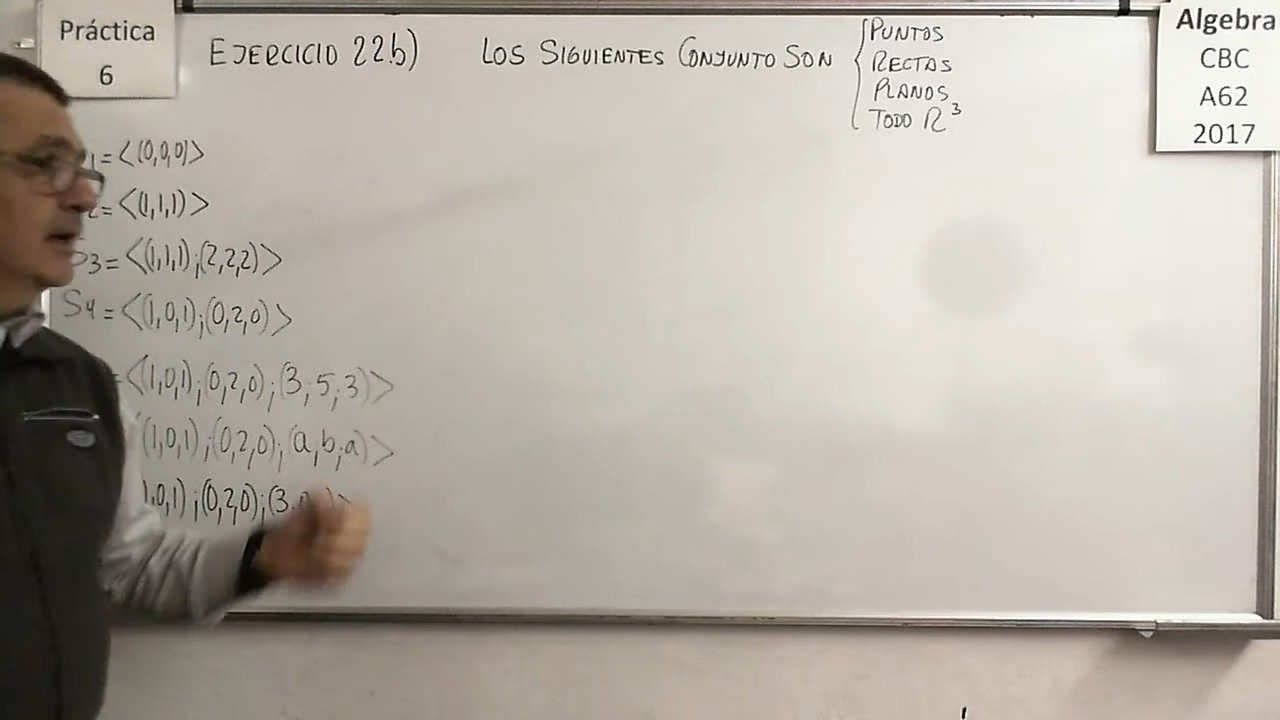 Práctica
6
EJERCICIO 22b) LOS SIGUIENTES CONJUNTO SON
PUNTOS
RECTAS
PLANOS
TODO R³
Algebra
CBC
A62
2017
1=<(0,0,0)>
2=<(1,1,1)>
S3=<(1,1,1);(2,2,2)>
S4=<(1,0,1);(0,2,0)>
=<(1,0,1);(0,2,0);(3;5;3)>
(1,0,1);(0,2,0);(a,b,a)>
1,0,1);(0,2,0);(3,